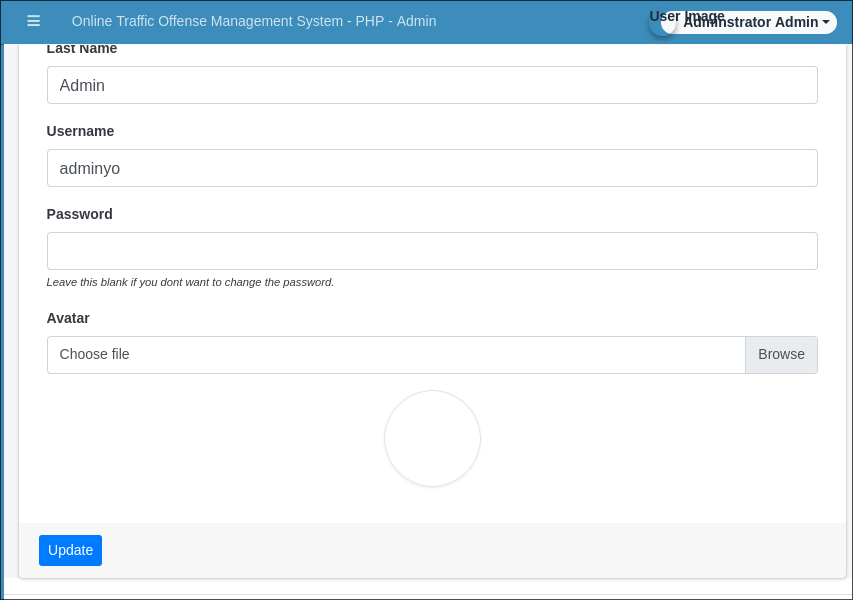 Online Traffic Offense Management System - PHP - Admin
User Image
Adminstrator Admin
Last Name
Admin
Username
adminyo
Password
Leave this blank if you dont want to change the password.
Avatar
Choose file
Browse
Update